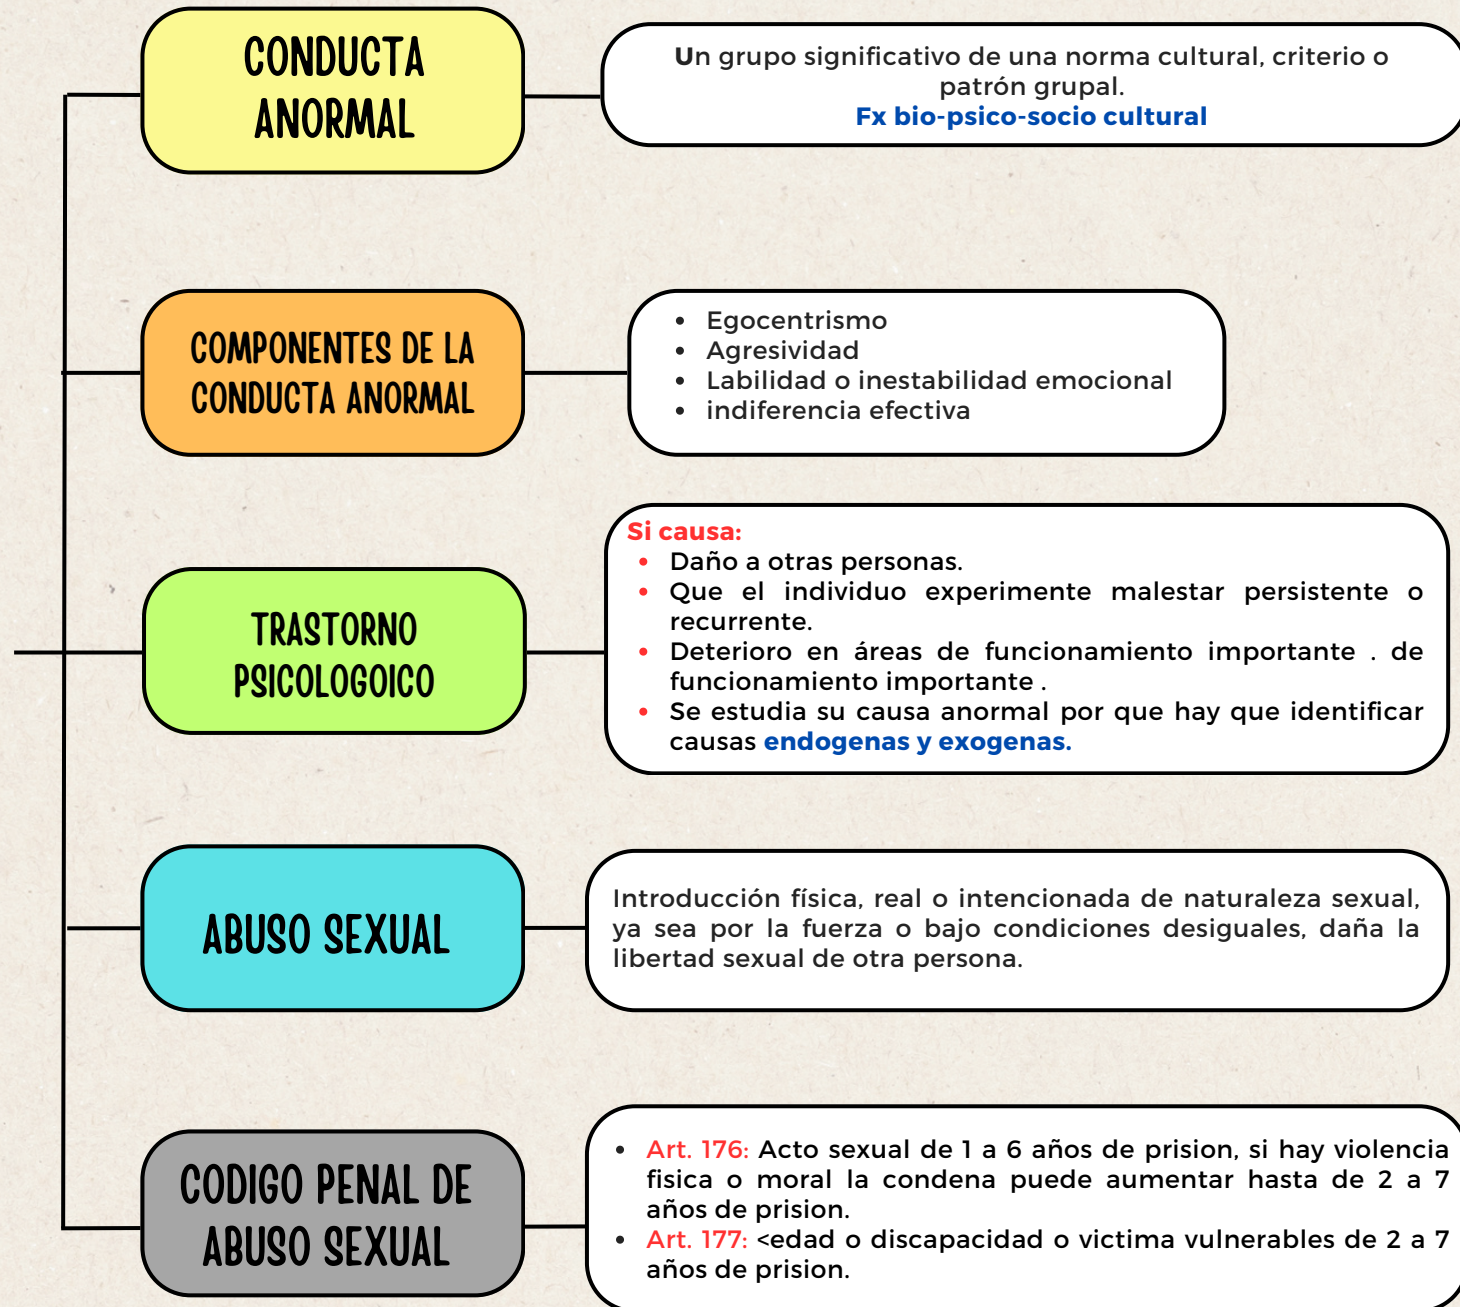 CONDUCTA
ANORMAL
Un grupo significativo de una norma cultural, criterio o
patrón grupal.
Fx bio-psico-socio cultural
COMPONENTES DE LA
CONDUCTA ANORMAL
• Egocentrismo
• Agresividad
• Labilidad o inestabilidad emocional
• indiferencia efectiva
TRASTORNO
PSICOLOGOICO
Si causa:
• Daño a otras personas.
• Que el individuo experimente malestar persistente o
recurrente.
• Deterioro en áreas de funcionamiento importante . de
funcionamiento importante .
• Se estudia su causa anormal por que hay que identificar
causas endogenas y exogenas.
ABUSO SEXUAL
Introducción física, real o intencionada de naturaleza sexual,
ya sea por la fuerza o bajo condiciones desiguales, daña la
libertad sexual de otra persona.
CODIGO PENAL DE
ABUSO SEXUAL
• Art. 176: Acto sexual de 1 a 6 años de prision, si hay violencia
fisica o moral la condena puede aumentar hasta de 2 a 7
años de prision.
• Art. 177: <edad o discapacidad o victima vulnerables de 2 a 7
años de prision.